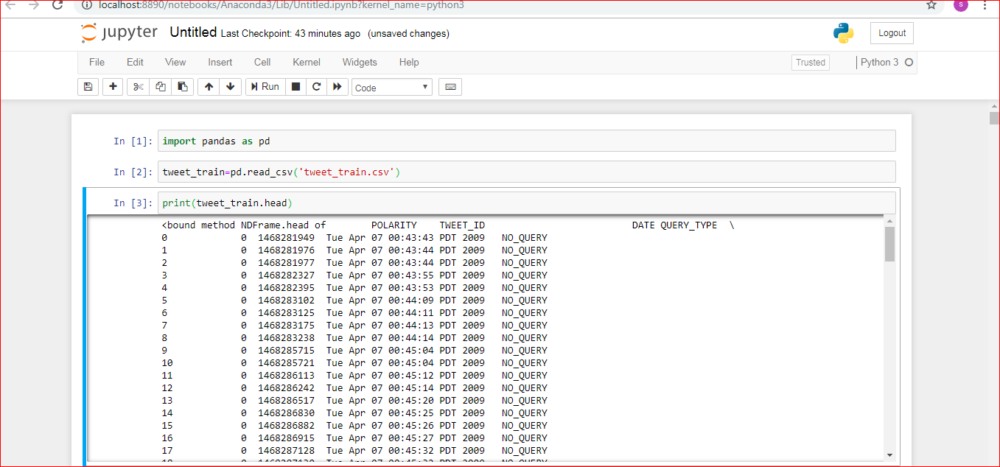 localhost:8890/notebooks/Anaconda3/Lib/Untitled.ipynb?kernel_name=python3
s
jupyter Untitled Last Checkpoint: 43 minutes ago (unsaved changes)
Logout
File Edit View Insert Cell Kernel Widgets Help
Trusted
Python 3
Run
Code
In [1]: import pandas as pd
In [2]: tweet_train=pd.read_csv('tweet_train.csv')
In [3]: print(tweet_train.head)
<bound method NDFrame.head of        POLARITY    TWEET_ID                          DATE QUERY_TYPE  \
0             0  1468281949  Tue Apr 07 00:43:43 PDT 2009   NO_QUERY
1             0  1468281976  Tue Apr 07 00:43:44 PDT 2009   NO_QUERY
2             0  1468281977  Tue Apr 07 00:43:44 PDT 2009   NO_QUERY
3             0  1468282327  Tue Apr 07 00:43:55 PDT 2009   NO_QUERY
4             0  1468282395  Tue Apr 07 00:43:53 PDT 2009   NO_QUERY
5             0  1468283102  Tue Apr 07 00:44:09 PDT 2009   NO_QUERY
6             0  1468283125  Tue Apr 07 00:44:11 PDT 2009   NO_QUERY
7             0  1468283175  Tue Apr 07 00:44:13 PDT 2009   NO_QUERY
8             0  1468283238  Tue Apr 07 00:44:14 PDT 2009   NO_QUERY
9             0  1468285715  Tue Apr 07 00:45:04 PDT 2009   NO_QUERY
10            0  1468285721  Tue Apr 07 00:45:04 PDT 2009   NO_QUERY
11            0  1468286113  Tue Apr 07 00:45:12 PDT 2009   NO_QUERY
12            0  1468286242  Tue Apr 07 00:45:14 PDT 2009   NO_QUERY
13            0  1468286517  Tue Apr 07 00:45:20 PDT 2009   NO_QUERY
14            0  1468286830  Tue Apr 07 00:45:25 PDT 2009   NO_QUERY
15            0  1468286882  Tue Apr 07 00:45:26 PDT 2009   NO_QUERY
16            0  1468286915  Tue Apr 07 00:45:27 PDT 2009   NO_QUERY
17            0  1468287128  Tue Apr 07 00:45:32 PDT 2009   NO_QUERY